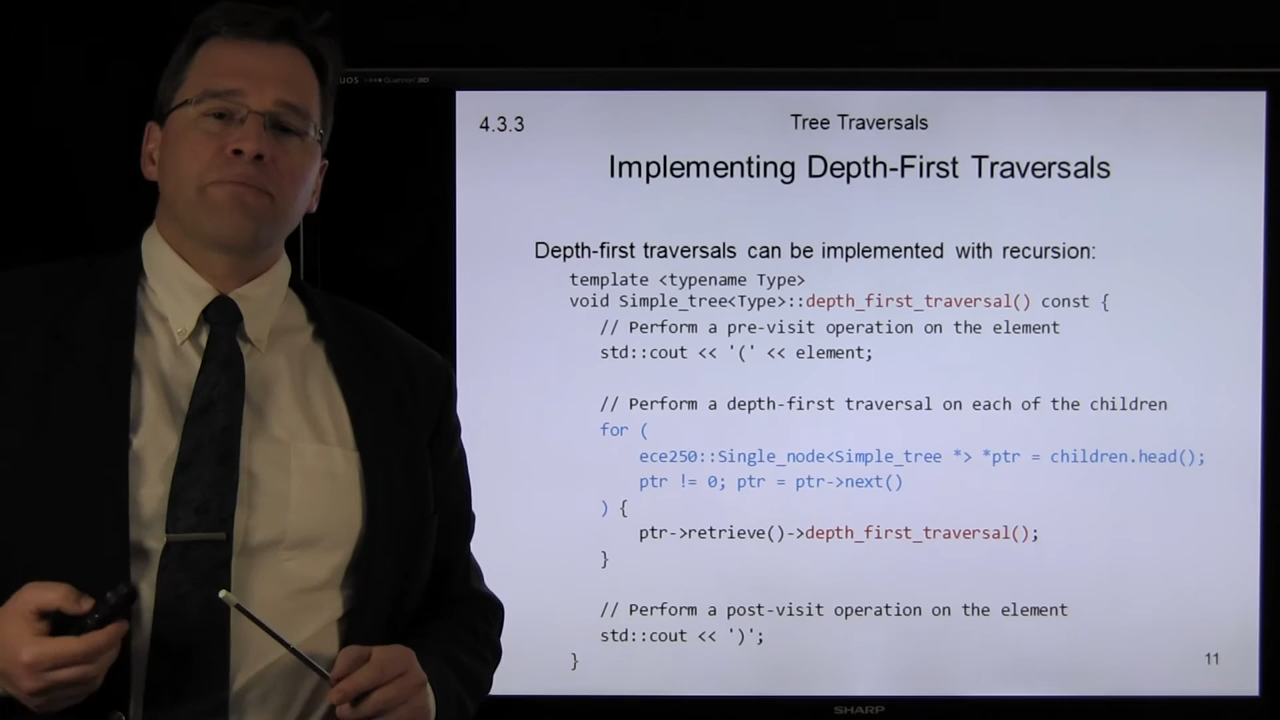 4.3.3
Tree Traversals
Implementing Depth-First Traversals
Depth-first traversals can be implemented with recursion:
template <typename Type>
void Simple_tree<Type>::depth_first_traversal() const {
// Perform a pre-visit operation on the element
std::cout << '(' << element;
// Perform a depth-first traversal on each of the children
for (
ece250::Single_node<Simple_tree *> *ptr = children.head();
ptr != 0; ptr = ptr->next()
) {
ptr->retrieve()->depth_first_traversal();
}
// Perform a post-visit operation on the element
std::cout << ')';
}
11
SHARP